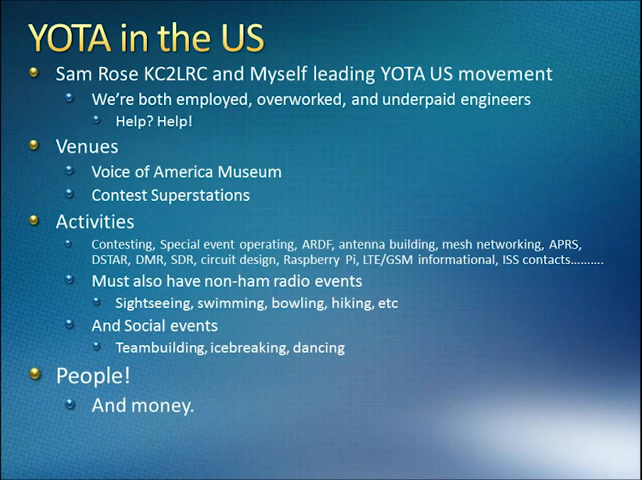 YOTA in the US
Sam Rose KC2LRC and Myself leading YOTA US movement
We're both employed, overworked, and underpaid engineers
Help? Help!
Venues
Voice of America Museum
Contest Superstations
Activities
Contesting, Special event operating, ARDF, antenna building, mesh networking, APRS,
DSTAR, DMR, SDR, circuit design, Raspberry Pi, LTE/GSM informational, ISS contacts..........
Must also have non-ham radio events
Sightseeing, swimming, bowling, hiking, etc
And Social events
Teambuilding, icebreaking, dancing
People!
And money.